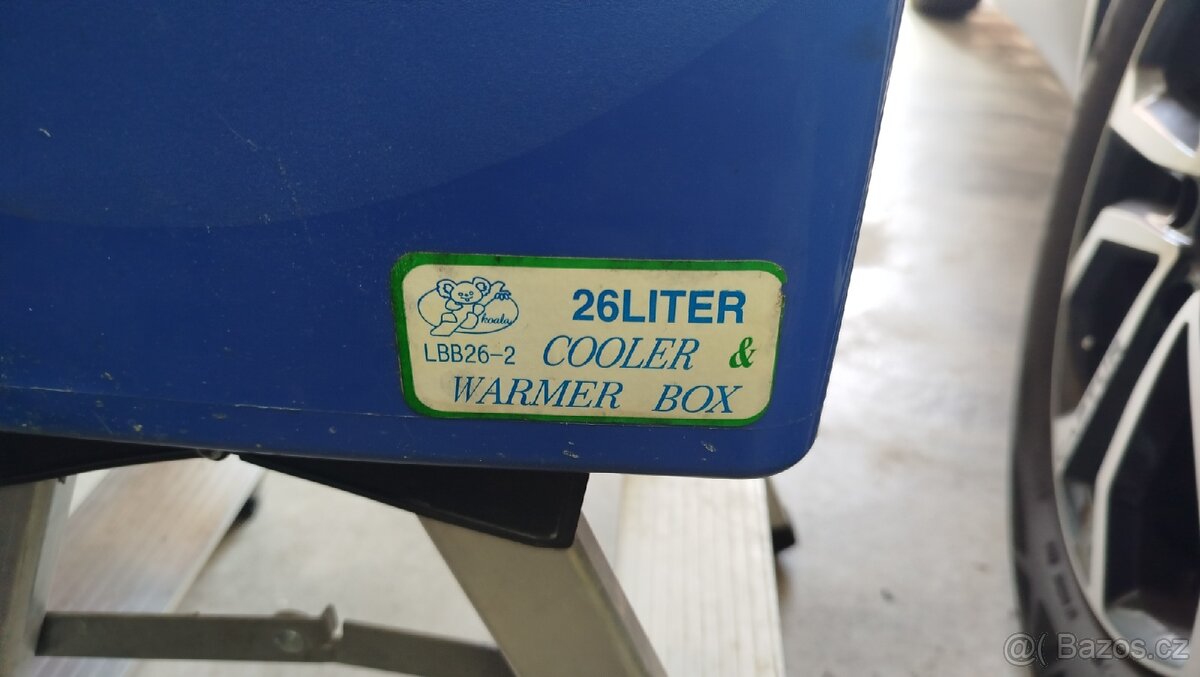 26LITER
koala
LBB26-2 COOLER &
WARMER BOX
@( Bazos.cz